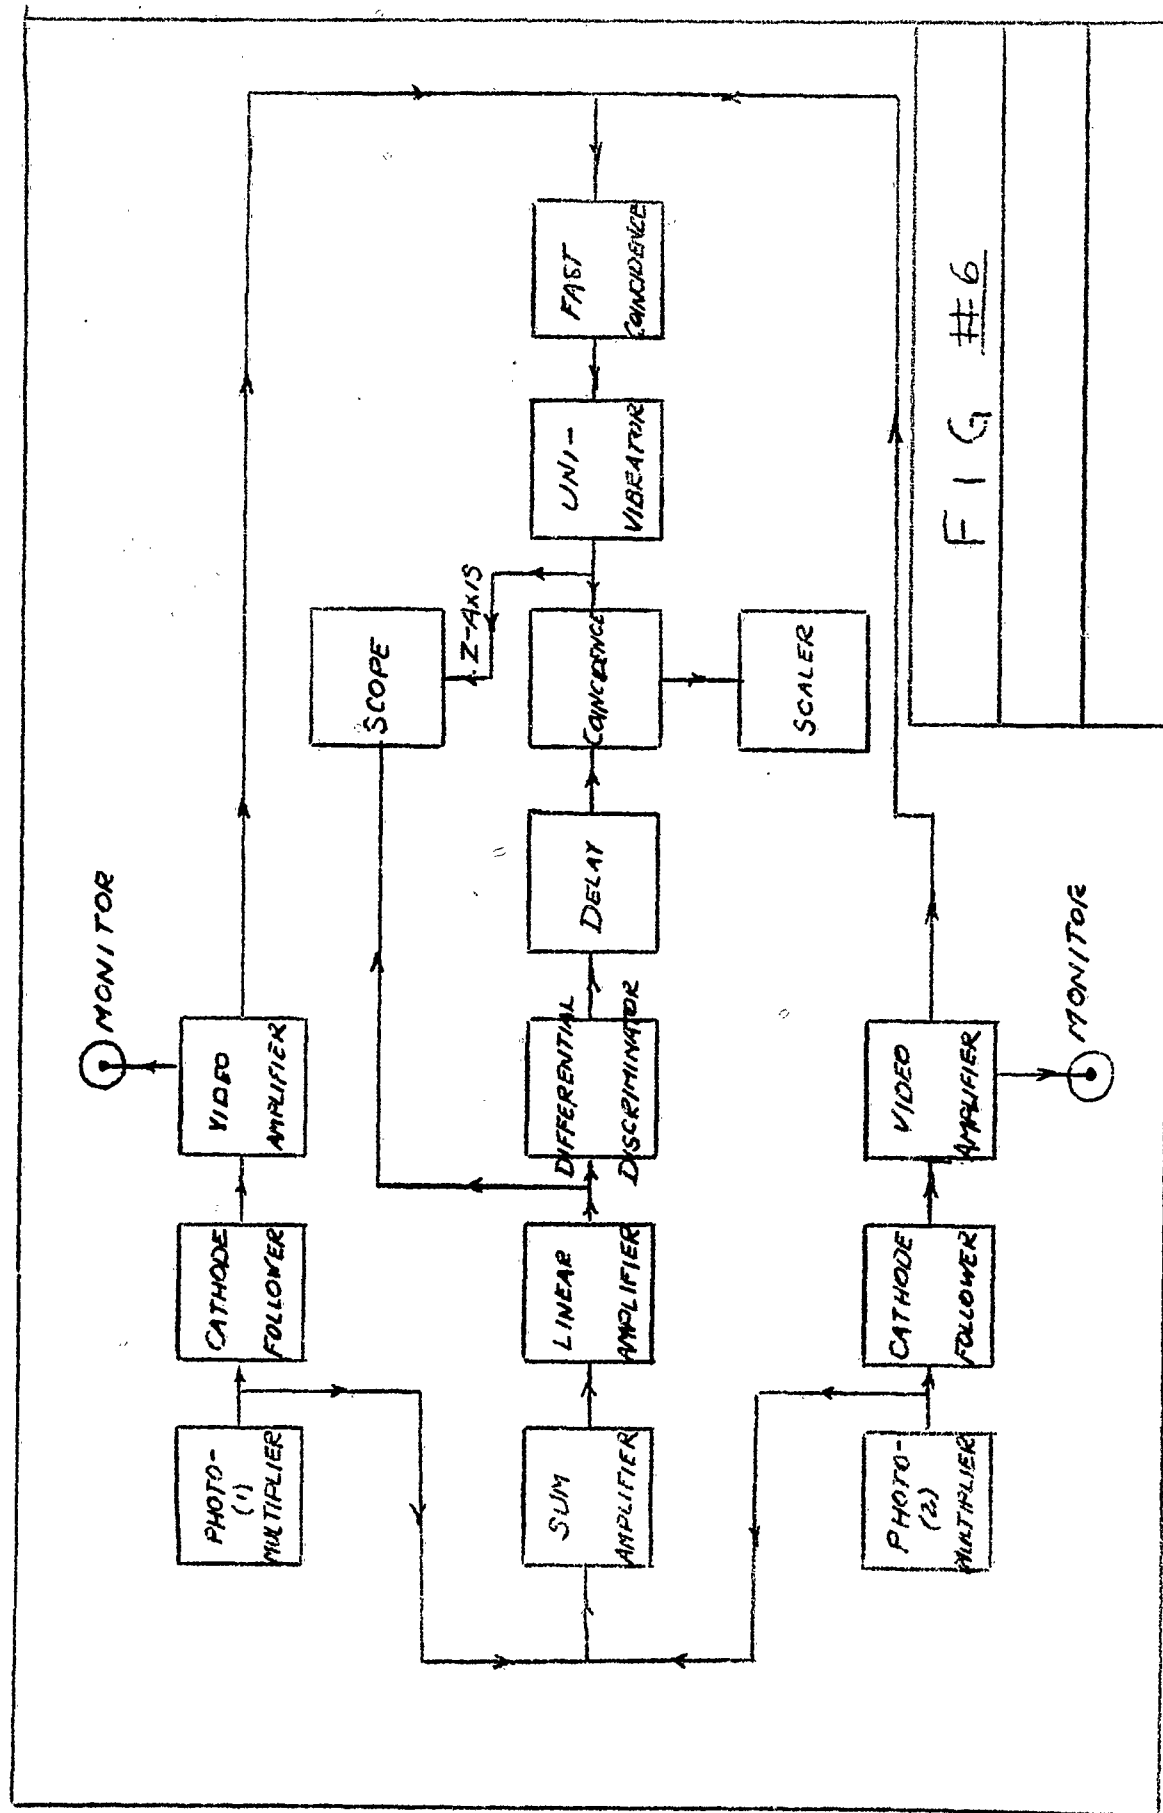 MONITOR
PHOTO-
(1)
MULTIPLIER
CATHODE
FOLLOWER
VIDEO
AMPLIFIER
SCOPE
Z-AXIS
SUM
AMPLIFIER
LINEAR
AMPLIFIER
DIFFERENTIAL
DISCRIMINATOR
DELAY
COINCIDENCE
UNI-
VIBRATOR
FAST
COINCIDENCE
SCALER
PHOTO-
(2)
MULTIPLIER
CATHODE
FOLLOWER
VIDEO
AMPLIFIER
MONITOR
FIG #6